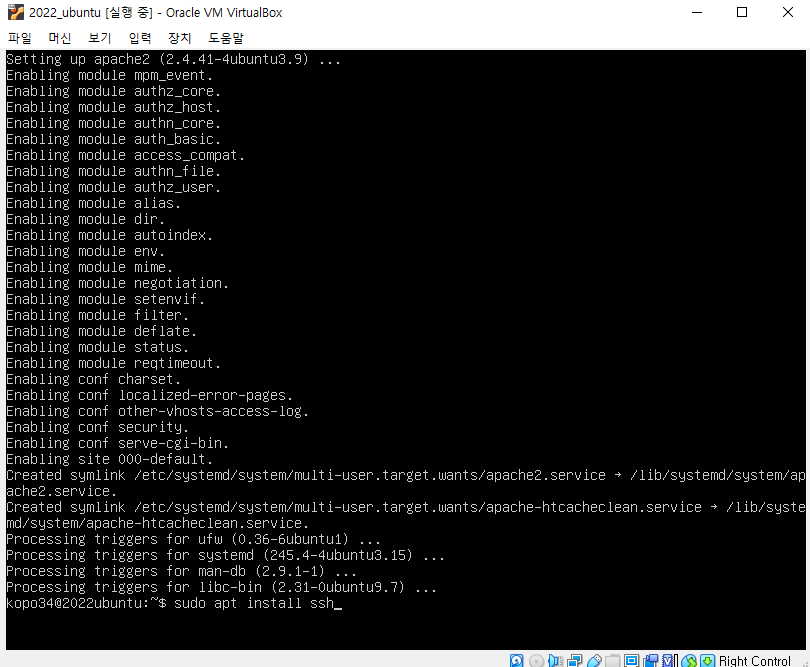 2022_ubuntu [실행 중] - Oracle VM VirtualBox
파일 머신 보기 입력 장치 도움말
Setting up apache2 (2.4.41-4ubuntu3.9) ...
Enabling module mpm_event.
Enabling module authz_core.
Enabling module authz_host.
Enabling module authn_core.
Enabling module auth_basic.
Enabling module access_compat.
Enabling module authn_file.
Enabling module authz_user.
Enabling module alias.
Enabling module dir.
Enabling module autoindex.
Enabling module env.
Enabling module mime.
Enabling module negotiation.
Enabling module setenvif.
Enabling module filter.
Enabling module deflate.
Enabling module status.
Enabling module reqtimeout.
Enabling conf charset.
Enabling conf localized-error-pages.
Enabling conf other-vhosts-access-log.
Enabling conf security.
Enabling conf serve-cgi-bin.
Enabling site 000-default.
Created symlink /etc/systemd/system/multi-user.target.wants/apache2.service → /lib/systemd/system/ap
ache2.service.
Created symlink /etc/systemd/system/multi-user.target.wants/apache-htcacheclean.service → /lib/syste
md/system/apache-htcacheclean.service.
Processing triggers for ufw (0.36-6ubuntu1) ...
Processing triggers for systemd (245.4-4ubuntu3.15) ...
Processing triggers for man-db (2.9.1-1) ...
Processing triggers for libc-bin (2.31-0ubuntu9.7) ...
kopo34@2022ubuntu:~$ sudo apt install ssh_
Right Control